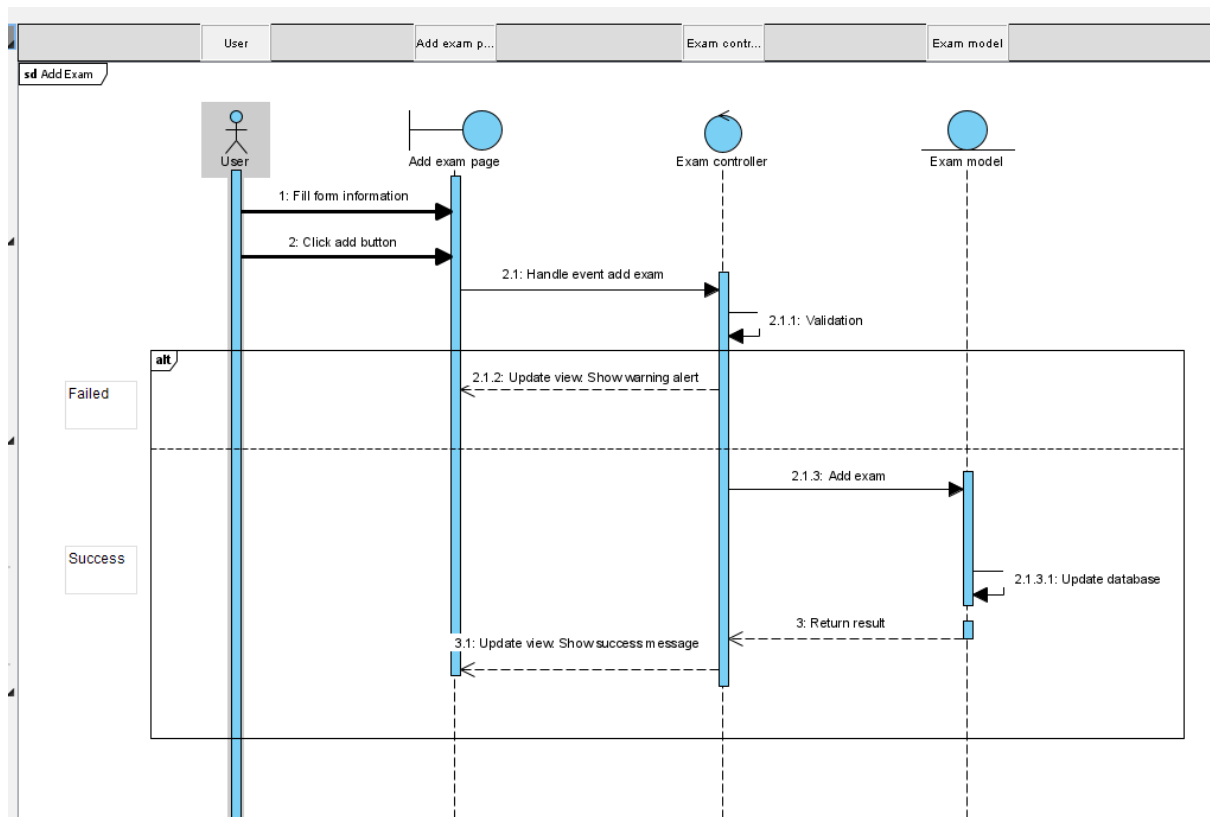 User
Add exam p...
Exam contr...
Exam model
sd Add Exam
User
Add exam page
Exam controller
Exam model
1: Fill form information
2: Click add button
2.1: Handle event add exam
2.1.1: Validation
alt
2.1.2: Update view: Show warning alert
Failed
2.1.3: Add exam
Success
2.1.3.1: Update database
3: Return result
3.1: Update view: Show success message